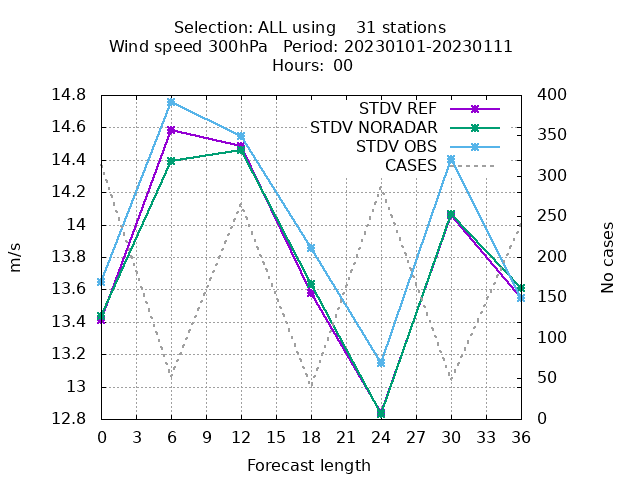 Selection: ALL using    31 stations
Wind speed 300hPa   Period: 20230101-20230111
Hours:  00
14.8
14.6
14.4
14.2
14
13.8
13.6
13.4
13.2
13
12.8
m/s
STDV REF
STDV NORADAR
STDV OBS
CASES
400
350
300
250
200
150
100
50
0
No cases
0 3 6 9 12 15 18 21 24 27 30 33 36
Forecast length